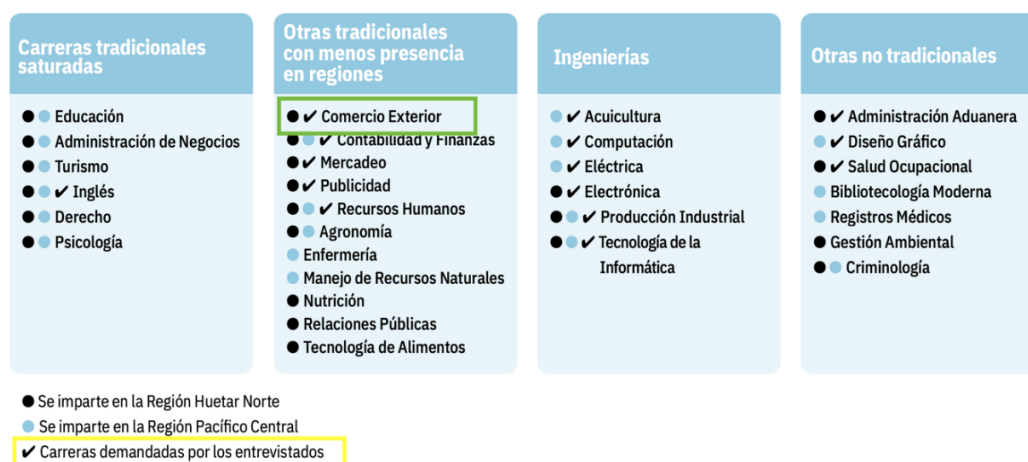 Carreras tradicionales
saturadas
● ● Educación
● ● Administración de Negocios
● ● Turismo
● ● ✔ Inglés
● ● Derecho
● ● Psicología
Otras tradicionales
con menos presencia
en regiones
● ✔ Comercio Exterior
● ● ✔ Contabilidad y Finanzas
● ✔ Mercadeo
● ✔ Publicidad
● ● ✔ Recursos Humanos
● ● Agronomía
● Enfermería
● Manejo de Recursos Naturales
● Nutrición
● Relaciones Públicas
● Tecnología de Alimentos
Ingenierías
● ✔ Acuicultura
● ✔ Computación
● ✔ Eléctrica
● ✔ Electrónica
● ● ✔ Producción Industrial
● ● ✔ Tecnología de la
Informática
Otras no tradicionales
● ✔ Administración Aduanera
● ✔ Diseño Gráfico
● ✔ Salud Ocupacional
● Bibliotecología Moderna
● Registros Médicos
● Gestión Ambiental
● ● Criminología
● Se imparte en la Región Huetar Norte
● Se imparte en la Región Pacífico Central
✔ Carreras demandadas por los entrevistados